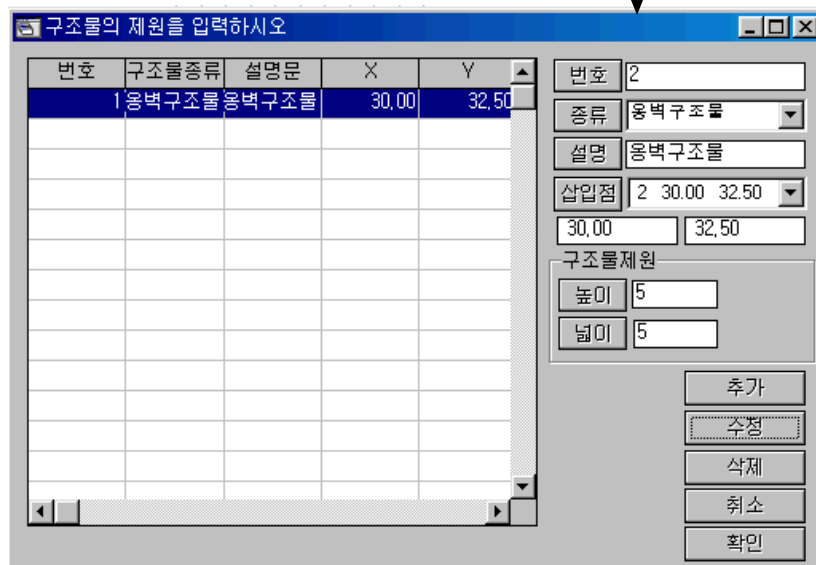 구조물의 제원을 입력하시오
번호 구조물종류 설명문 X Y
1 옹벽구조물 옹벽구조물 30,00 32,50
번호 2
종류 옹벽구조물
설명 옹벽구조물
삽입점 2 30.00 32.50
30,00 32,50
구조물제원
높이 5
넓이 5
추가
수정
삭제
취소
확인